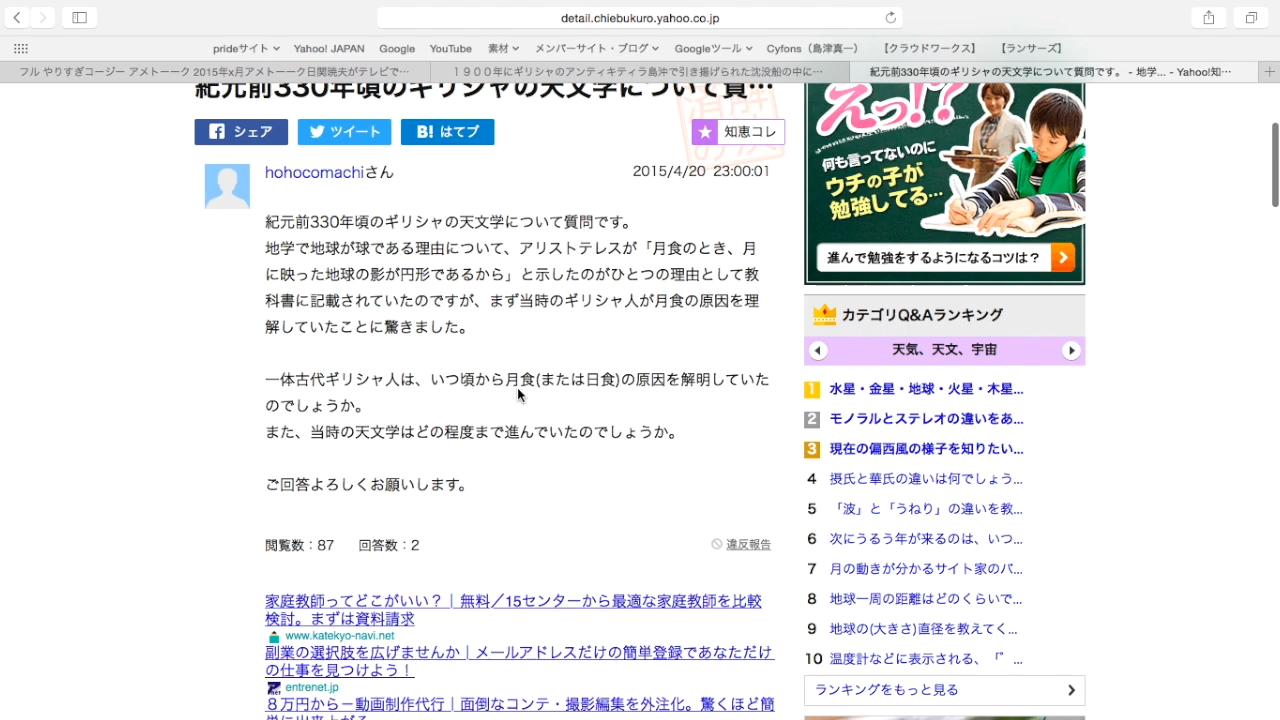 detail.chiebukuro.yahoo.co.jp
prideサイト Yahoo! JAPAN Google YouTube 素材 メンバーサイト・ブログ Googleツール Cyfons（島津真一） 【クラウドワークス】 【ランサーズ】
フル やりすぎコージー アメトーーク 2015年x月アメトーーク日関暁夫がテレビで…
１９００年にギリシャのアンティキティラ島沖で引き揚げられた沈没船の中に…
紀元前330年頃のギリシャの天文学について質問です。 - 地学... - Yahoo!知…
紀元前330年頃のギリシャの天文学について質…
シェア ツイート B! はてブ
知恵コレ
hohocomachiさん
2015/4/20 23:00:01
紀元前330年頃のギリシャの天文学について質問です。
地学で地球が球である理由について、アリストテレスが「月食のとき、月
に映った地球の影が円形であるから」と示したのがひとつの理由として教
科書に記載されていたのですが、まず当時のギリシャ人が月食の原因を理
解していたことに驚きました。
一体古代ギリシャ人は、いつ頃から月食(または日食)の原因を解明していた
のでしょうか。
また、当時の天文学はどの程度まで進んでいたのでしょうか。
ご回答よろしくお願いします。
閲覧数：87 回答数：2
違反報告
家庭教師ってどこがいい？｜無料／15センターから最適な家庭教師を比較
検討。まずは資料請求
www.katekyo-navi.net
副業の選択肢を広げませんか｜メールアドレスだけの簡単登録であなただけ
の仕事を見つけよう！
entrenet.jp
８万円から－動画制作代行｜面倒なコンテ・撮影編集を外注化。驚くほど簡
えっ!?
何も言ってないのに
ウチの子が
勉強してる…
進んで勉強をするようになるコツは？
カテゴリQ&Aランキング
天気、天文、宇宙
1 水星・金星・地球・火星・木星...
2 モノラルとステレオの違いをあ...
3 現在の偏西風の様子を知りたい...
4 摂氏と華氏の違いは何でしょう...
5 「波」と「うねり」の違いを教...
6 次にうるう年が来るのは、いつ...
7 月の動きが分かるサイト家のパ...
8 地球一周の距離はどのくらいで...
9 地球の(大きさ)直径を教えてく...
10 温度計などに表示される、「゜...
ランキングをもっと見る